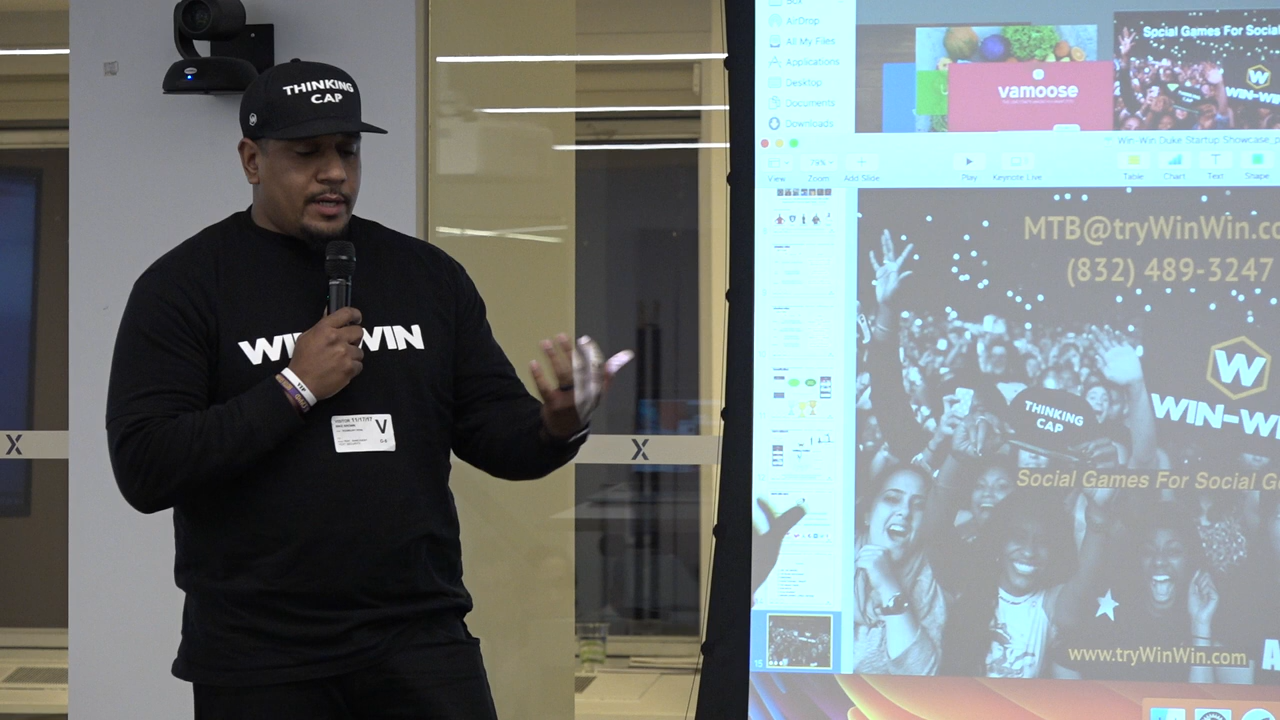 THINKING
CAP
WIN WIN
V
X
X
AirDrop
All My Files
Applications
Desktop
Documents
Downloads
vamoose
Social Games For Social
W
WIN-WI
Win-Win Duke Startup Showcase
View
Zoom
Add Slide
Play
Keynote Live
Table
Chart
Text
Shape
MTB@tryWinWin.co
(832) 489-3247
THINKING
CAP
W
WIN-W
Social Games For Social G
www.tryWinWin.com
15